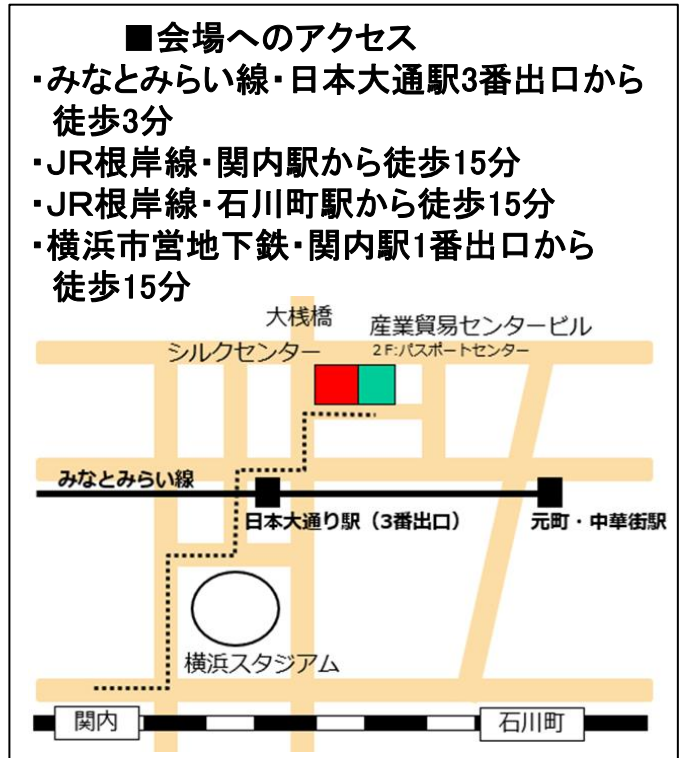 ■会場へのアクセス
・みなとみらい線・日本大通駅3番出口から
徒歩3分
・JR根岸線・関内駅から徒歩15分
・JR根岸線・石川町駅から徒歩15分
・横浜市営地下鉄・関内駅1番出口から
徒歩15分
大桟橋
産業貿易センタービル
シルクセンター
2F:パスポートセンター
みなとみらい線
日本大通り駅（3番出口）
元町・中華街駅
横浜スタジアム
関内
石川町